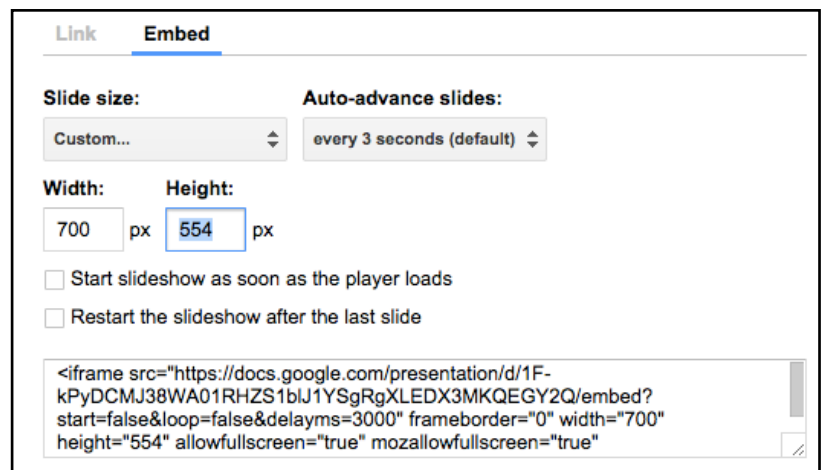 Link Embed
Slide size: Auto-advance slides:
Custom... every 3 seconds (default)
Width: Height:
700 px 554 px
Start slideshow as soon as the player loads
Restart the slideshow after the last slide
<iframe src="https://docs.google.com/presentation/d/1F-
kPyDCMJ38WA01RHZS1blJ1YSgRgXLEDX3MKQEGY2Q/embed?
start=false&loop=false&delayms=3000" frameborder="0" width="700"
height="554" allowfullscreen="true" mozallowfullscreen="true"